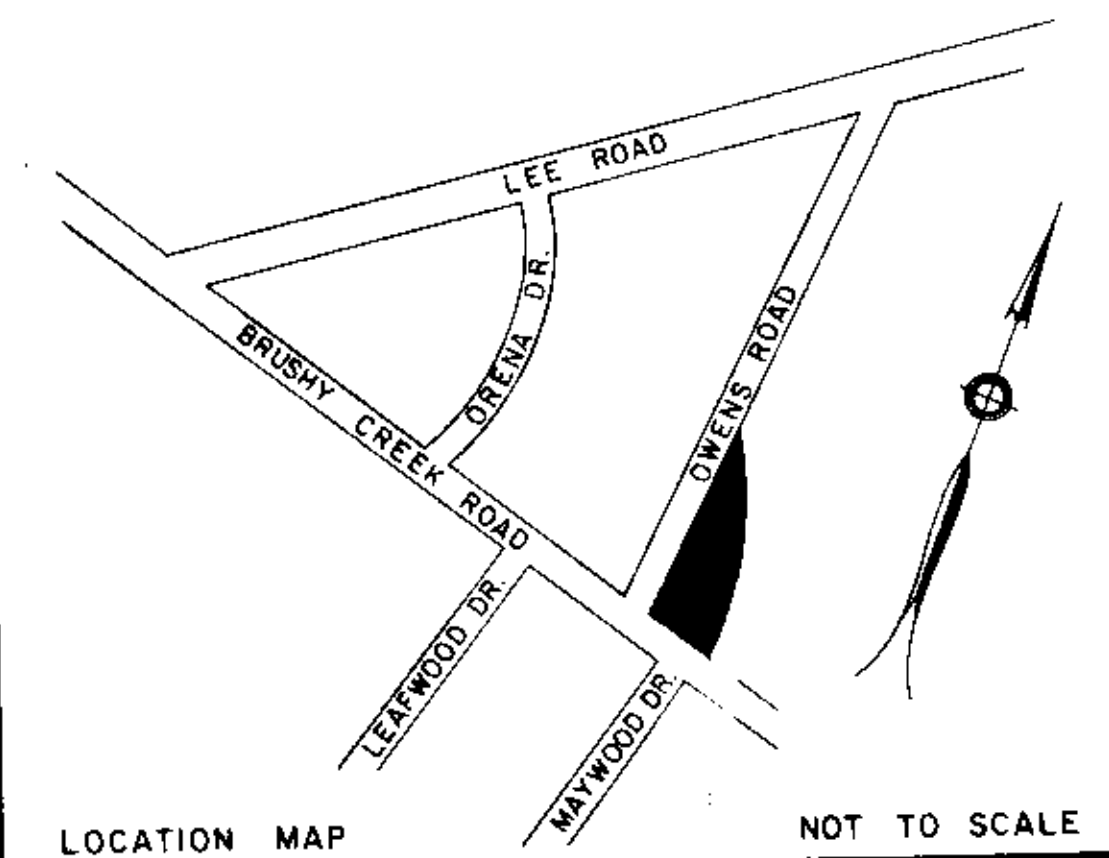 LEE ROAD
ORENA DR.
OWENS ROAD
BRUSHY CREEK ROAD
LEAFWOOD DR.
MAYWOOD DR.
N
LOCATION MAP
NOT TO SCALE